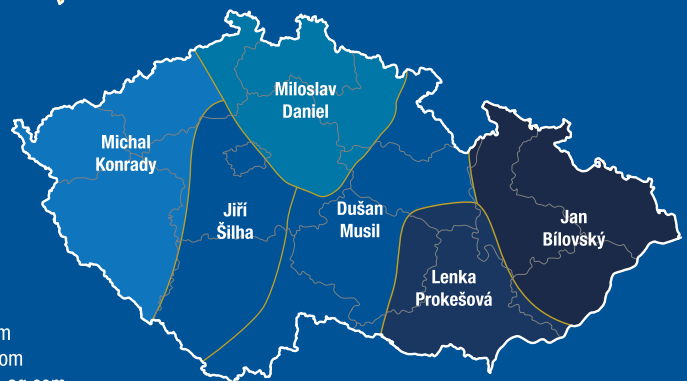 Miloslav
Daniel
Michal
Konrady
Jiří
Šilha
Dušan
Musil
Jan
Bílovský
Lenka
Prokešová